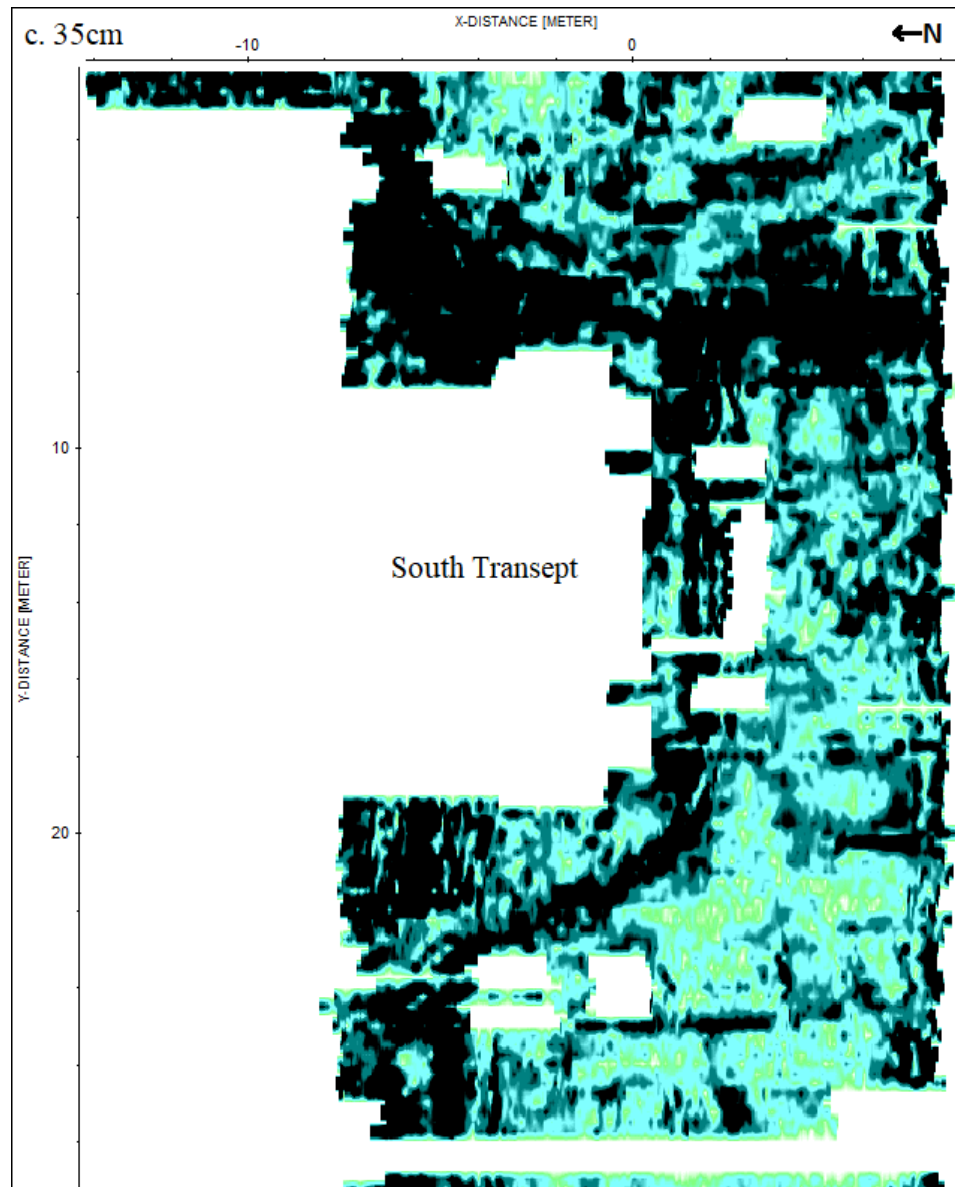 X-DISTANCE [METER]
c. 35cm
←N
-10
0
10
South Transept
Y-DISTANCE [METER]
20